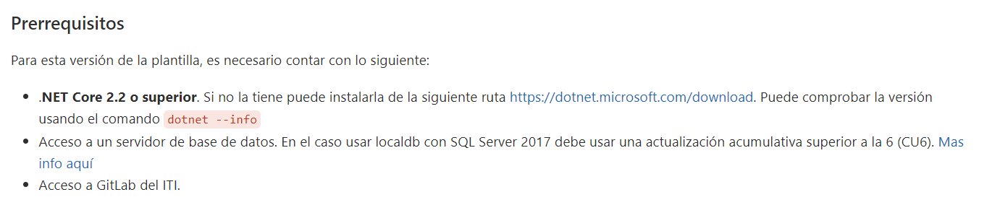 Prerrequisitos
Para esta versión de la plantilla, es necesario contar con lo siguiente:
.NET Core 2.2 o superior. Si no la tiene puede instalarla de la siguiente ruta https://dotnet.microsoft.com/download. Puede comprobar la versión
usando el comando dotnet --info
Acceso a un servidor de base de datos. En el caso usar localdb con SQL Server 2017 debe usar una actualización acumulativa superior a la 6 (CU6). Mas
info aquí
Acceso a GitLab del ITI.